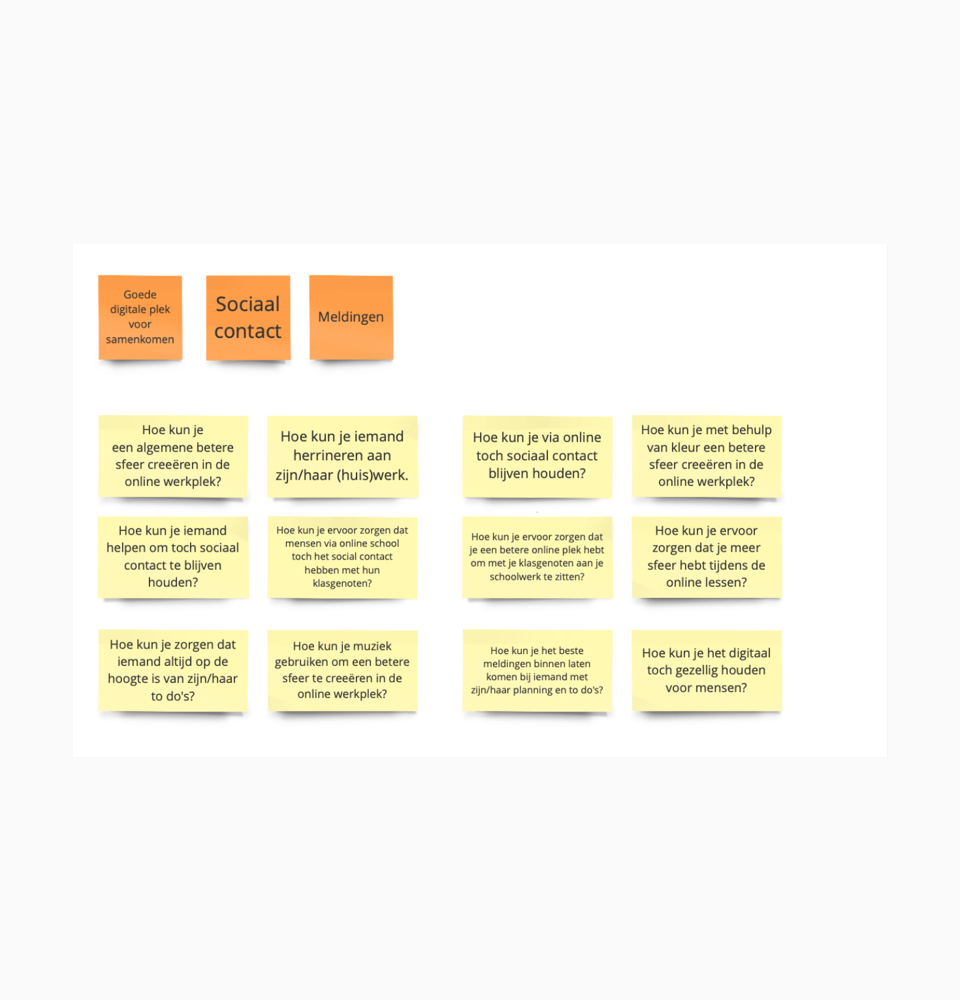 Goede
digitale plek
voor
samenkomen
Sociaal
contact
Meldingen
Hoe kun je
een algemene betere
sfeer creeëren in de
online werkplek?
Hoe kun je iemand
herrineren aan
zijn/haar (huis)werk.
Hoe kun je via online
toch sociaal contact
blijven houden?
Hoe kun je met behulp
van kleur een betere
sfeer creeëren in de
online werkplek?
Hoe kun je iemand
helpen om toch sociaal
contact te blijven
houden?
Hoe kun je ervoor zorgen dat
mensen via online school
toch het social contact
hebben met hun
klasgenoten?
Hoe kun je ervoor zorgen dat
je een betere online plek hebt
om met je klasgenoten aan je
schoolwerk te zitten?
Hoe kun je ervoor
zorgen dat je meer
sfeer hebt tijdens de
online lessen?
Hoe kun je zorgen dat
iemand altijd op de
hoogte is van zijn/haar
to do's?
Hoe kun je muziek
gebruiken om een betere
sfeer te creeëren in de
online werkplek?
Hoe kun je het beste
meldingen binnen laten
komen bij iemand met
zijn/haar planning en to do's?
Hoe kun je het digitaal
toch gezellig houden
voor mensen?